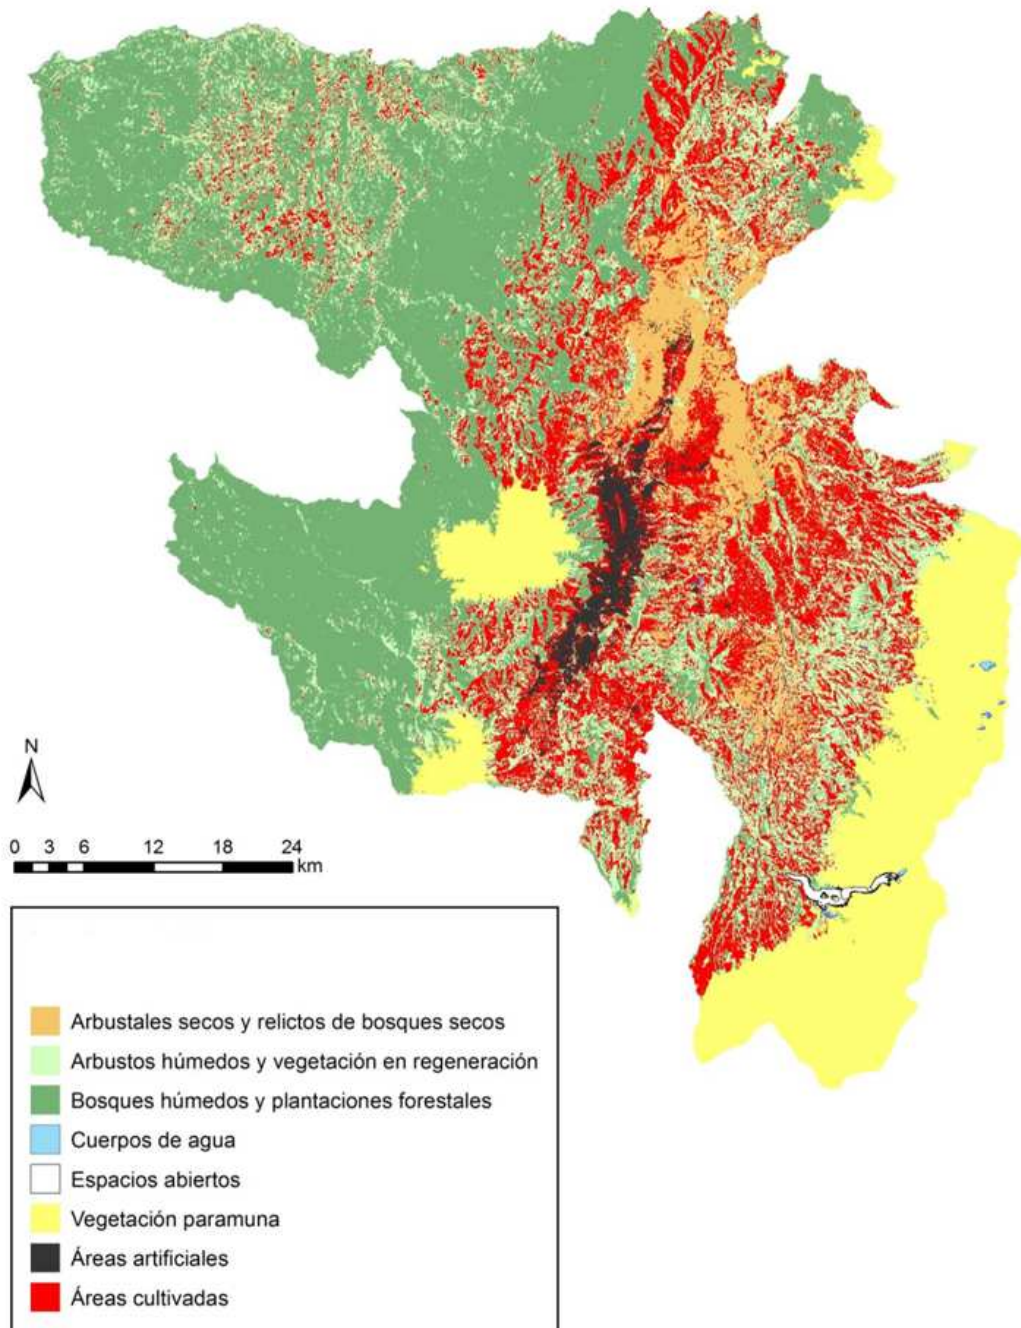 N
0 3 6 12 18 24
km
Arbustales secos y relictos de bosques secos
Arbustos húmedos y vegetación en regeneración
Bosques húmedos y plantaciones forestales
Cuerpos de agua
Espacios abiertos
Vegetación paramuna
Áreas artificiales
Áreas cultivadas